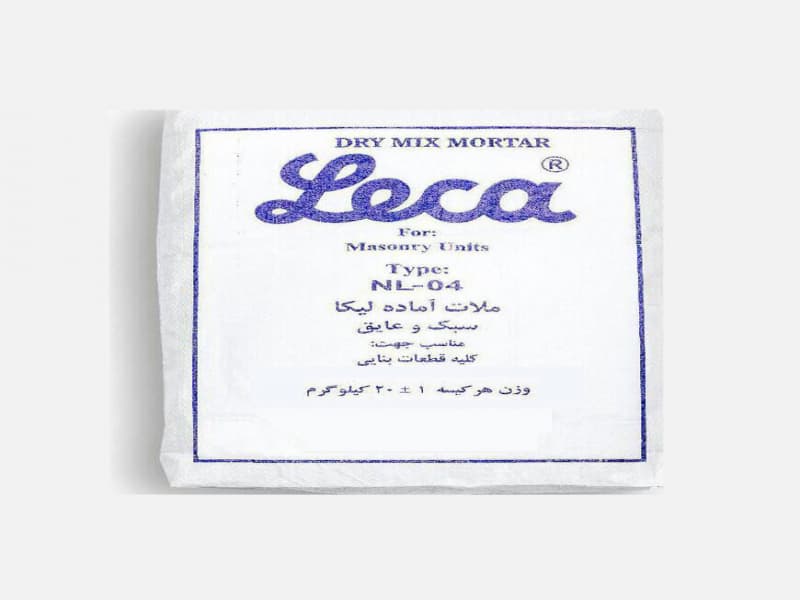 DRY MIX MORTAR
Leca®
For:
Masonry Units
Type:
NL-04
ملات آماده لیکا
سبک و عایق
مناسب جهت:
کلیه قطعات بنایی
وزن هر کیسه ۱ ± ۲۰ کیلوگرم